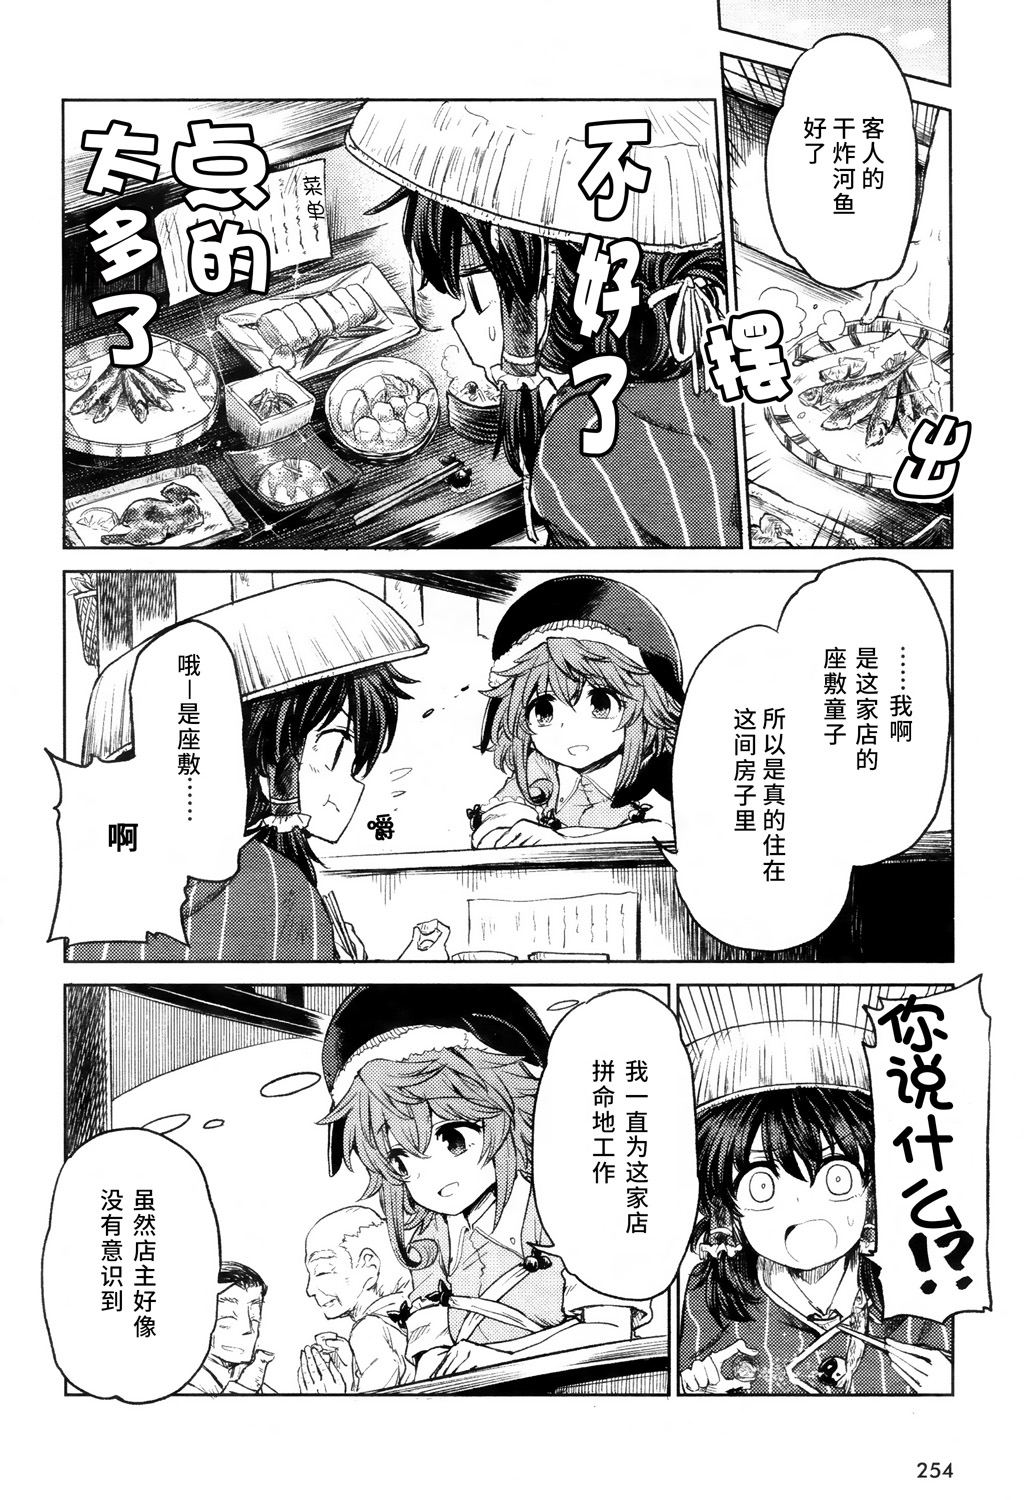 客人的
干炸河鱼
好了
摆
出
不好了
点的
太多了
菜单
……我啊
是这家店的
座敷童子
所以是真的住在
这间房子里
嚼
哦—是座敷……
啊
你说什么!?
我一直为这家店
拼命地工作
虽然店主好像
没有意识到
254